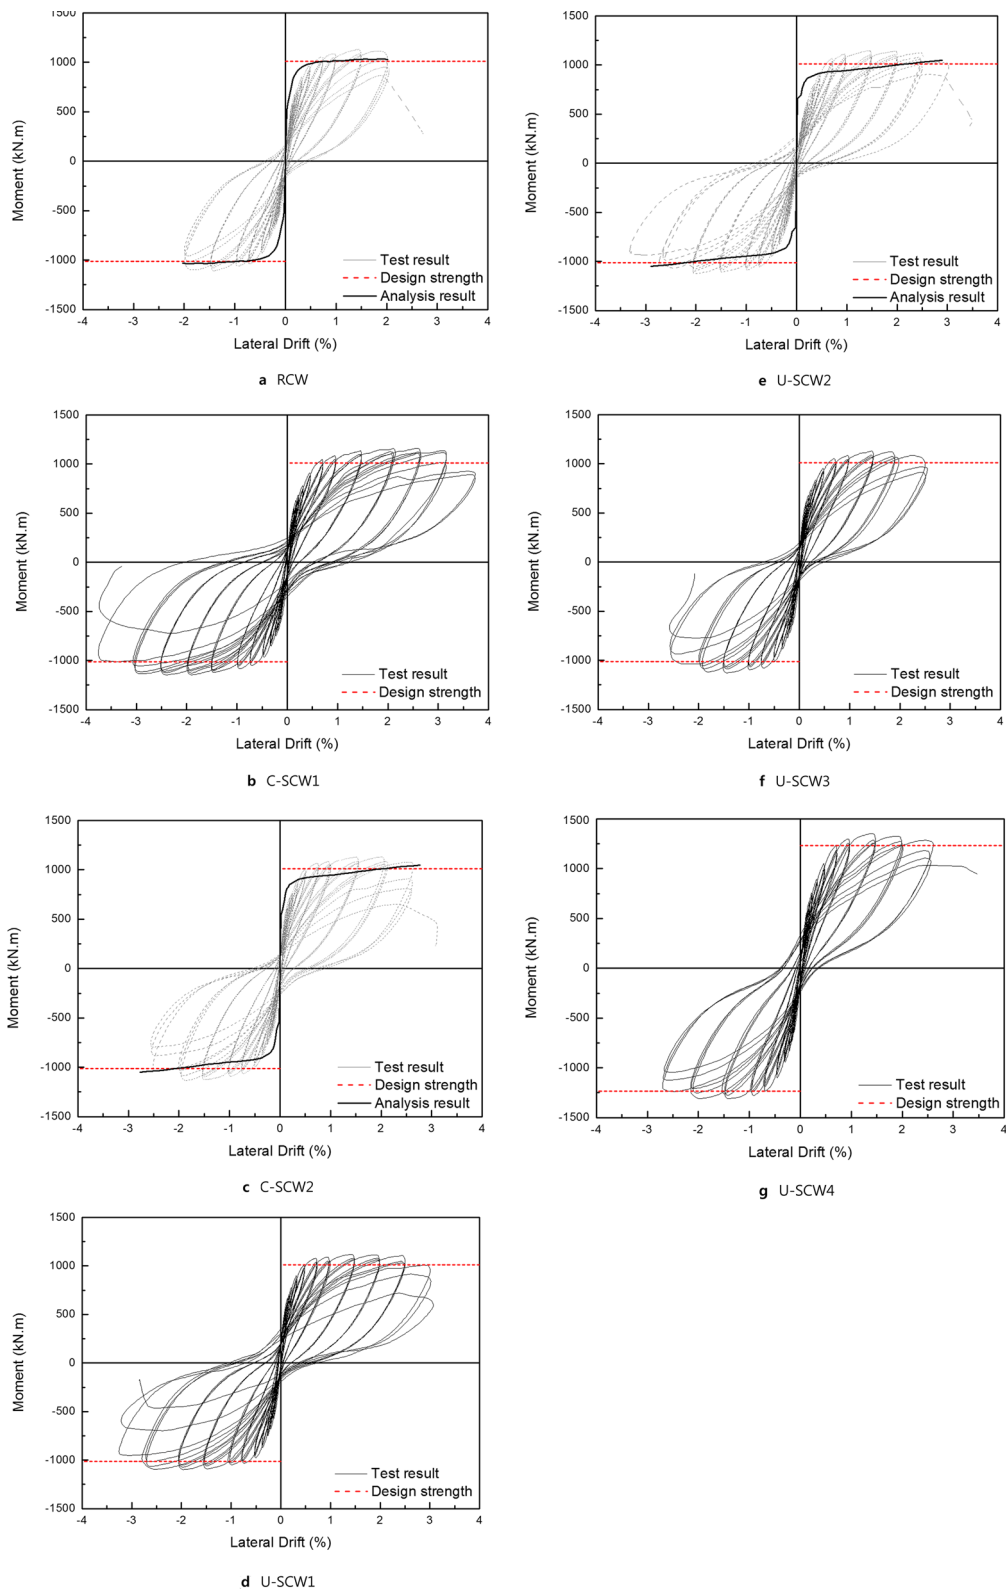 1500
1000
500
0
-500
-1000
-1500
Moment (kN.m)
Test result
Design strength
Analysis result
-4 -3 -2 -1 0 1 2 3 4
Lateral Drift (%)
a RCW
1500
1000
500
0
-500
-1000
-1500
Moment (kN.m)
Test result
Design strength
Analysis result
-4 -3 -2 -1 0 1 2 3 4
Lateral Drift (%)
e U-SCW2
1500
1000
500
0
-500
-1000
-1500
Moment (kN.m)
Test result
Design strength
-4 -3 -2 -1 0 1 2 3 4
Lateral Drift (%)
b C-SCW1
1500
1000
500
0
-500
-1000
-1500
Moment (kN.m)
Test result
Design strength
-4 -3 -2 -1 0 1 2 3 4
Lateral Drift (%)
f U-SCW3
1500
1000
500
0
-500
-1000
-1500
Moment (kN.m)
Test result
Design strength
Analysis result
-4 -3 -2 -1 0 1 2 3 4
Lateral Drift (%)
c C-SCW2
1500
1000
500
0
-500
-1000
-1500
Moment (kN.m)
Test result
Design strength
-4 -3 -2 -1 0 1 2 3 4
Lateral Drift (%)
g U-SCW4
1500
1000
500
0
-500
-1000
-1500
Moment (kN.m)
Test result
Design strength
-4 -3 -2 -1 0 1 2 3 4
Lateral Drift (%)
d U-SCW1